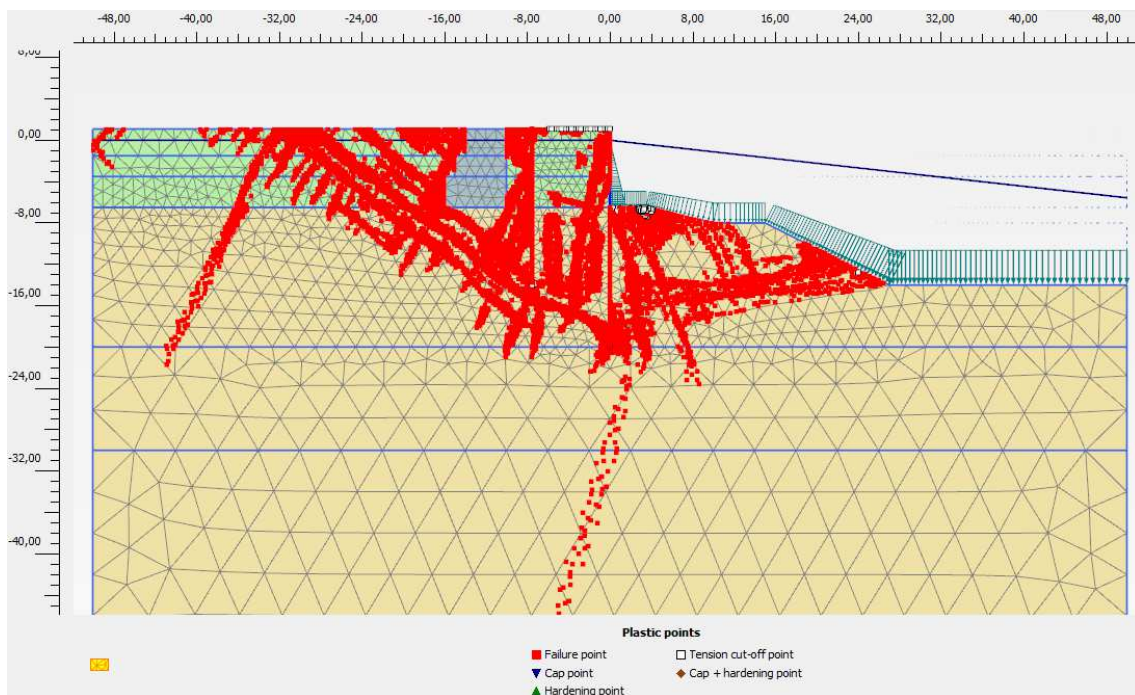 -48,00 -40,00 -32,00 -24,00 -16,00 -8,00 0,00 8,00 16,00 24,00 32,00 40,00 48,00
8,00
0,00
-8,00
-16,00
-24,00
-32,00
-40,00
Plastic points
Failure point Tension cut-off point
Cap point Cap + hardening point
Hardening point